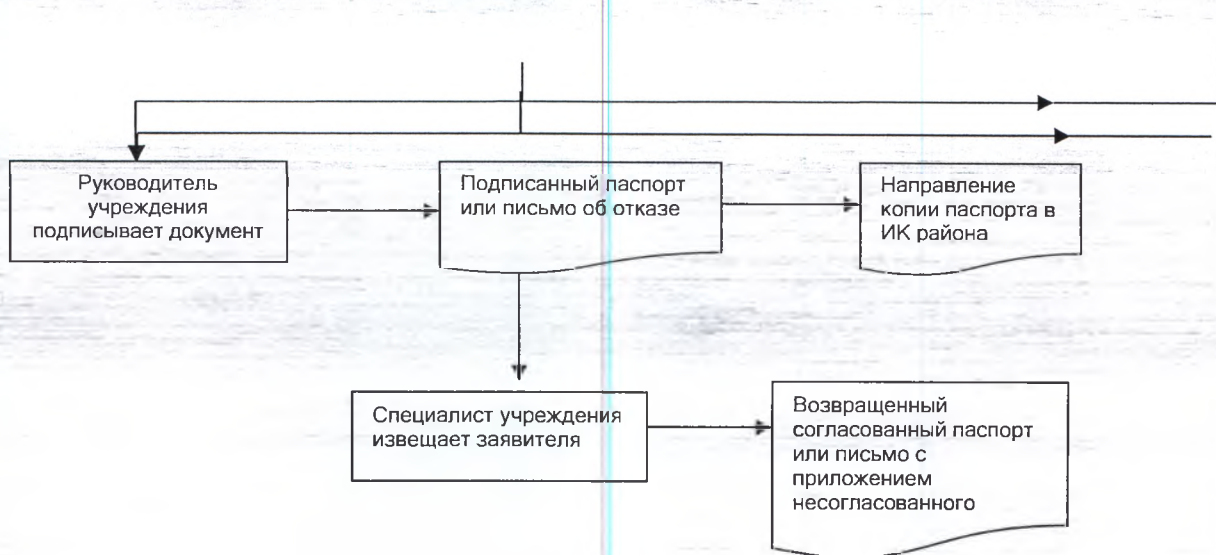 Руководитель
учреждения
подписывает документ
Подписанный паспорт
или письмо об отказе
Направление
копии паспорта в
ИК района
Специалист учреждения
извещает заявителя
Возвращенный
согласованный паспорт
или письмо с
приложением
несогласованного